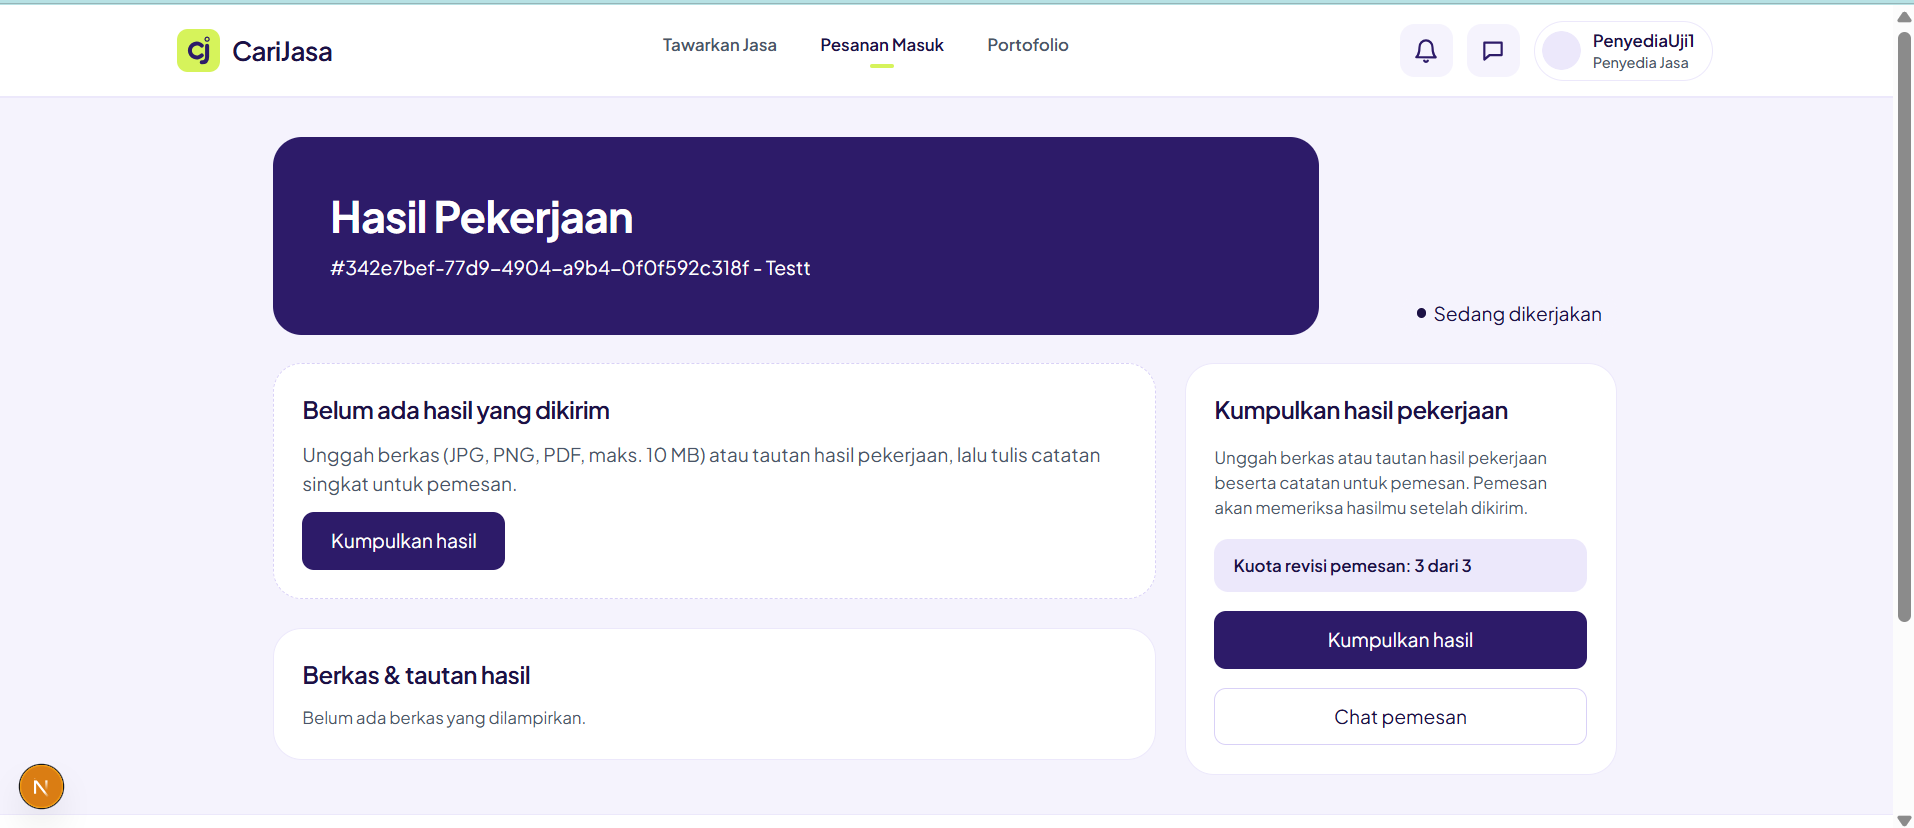 cj CariJasa
Tawarkan Jasa
Pesanan Masuk
Portofolio
PenyediaUji1
Penyedia Jasa
Hasil Pekerjaan
#342e7bef-77d9-4904-a9b4-0f0f592c318f - Testt
Sedang dikerjakan
Belum ada hasil yang dikirim
Unggah berkas (JPG, PNG, PDF, maks. 10 MB) atau tautan hasil pekerjaan, lalu tulis catatan
singkat untuk pemesan.
Kumpulkan hasil
Berkas & tautan hasil
Belum ada berkas yang dilampirkan.
Kumpulkan hasil pekerjaan
Unggah berkas atau tautan hasil pekerjaan
beserta catatan untuk pemesan. Pemesan
akan memeriksa hasilmu setelah dikirim.
Kuota revisi pemesan: 3 dari 3
Kumpulkan hasil
Chat pemesan
N